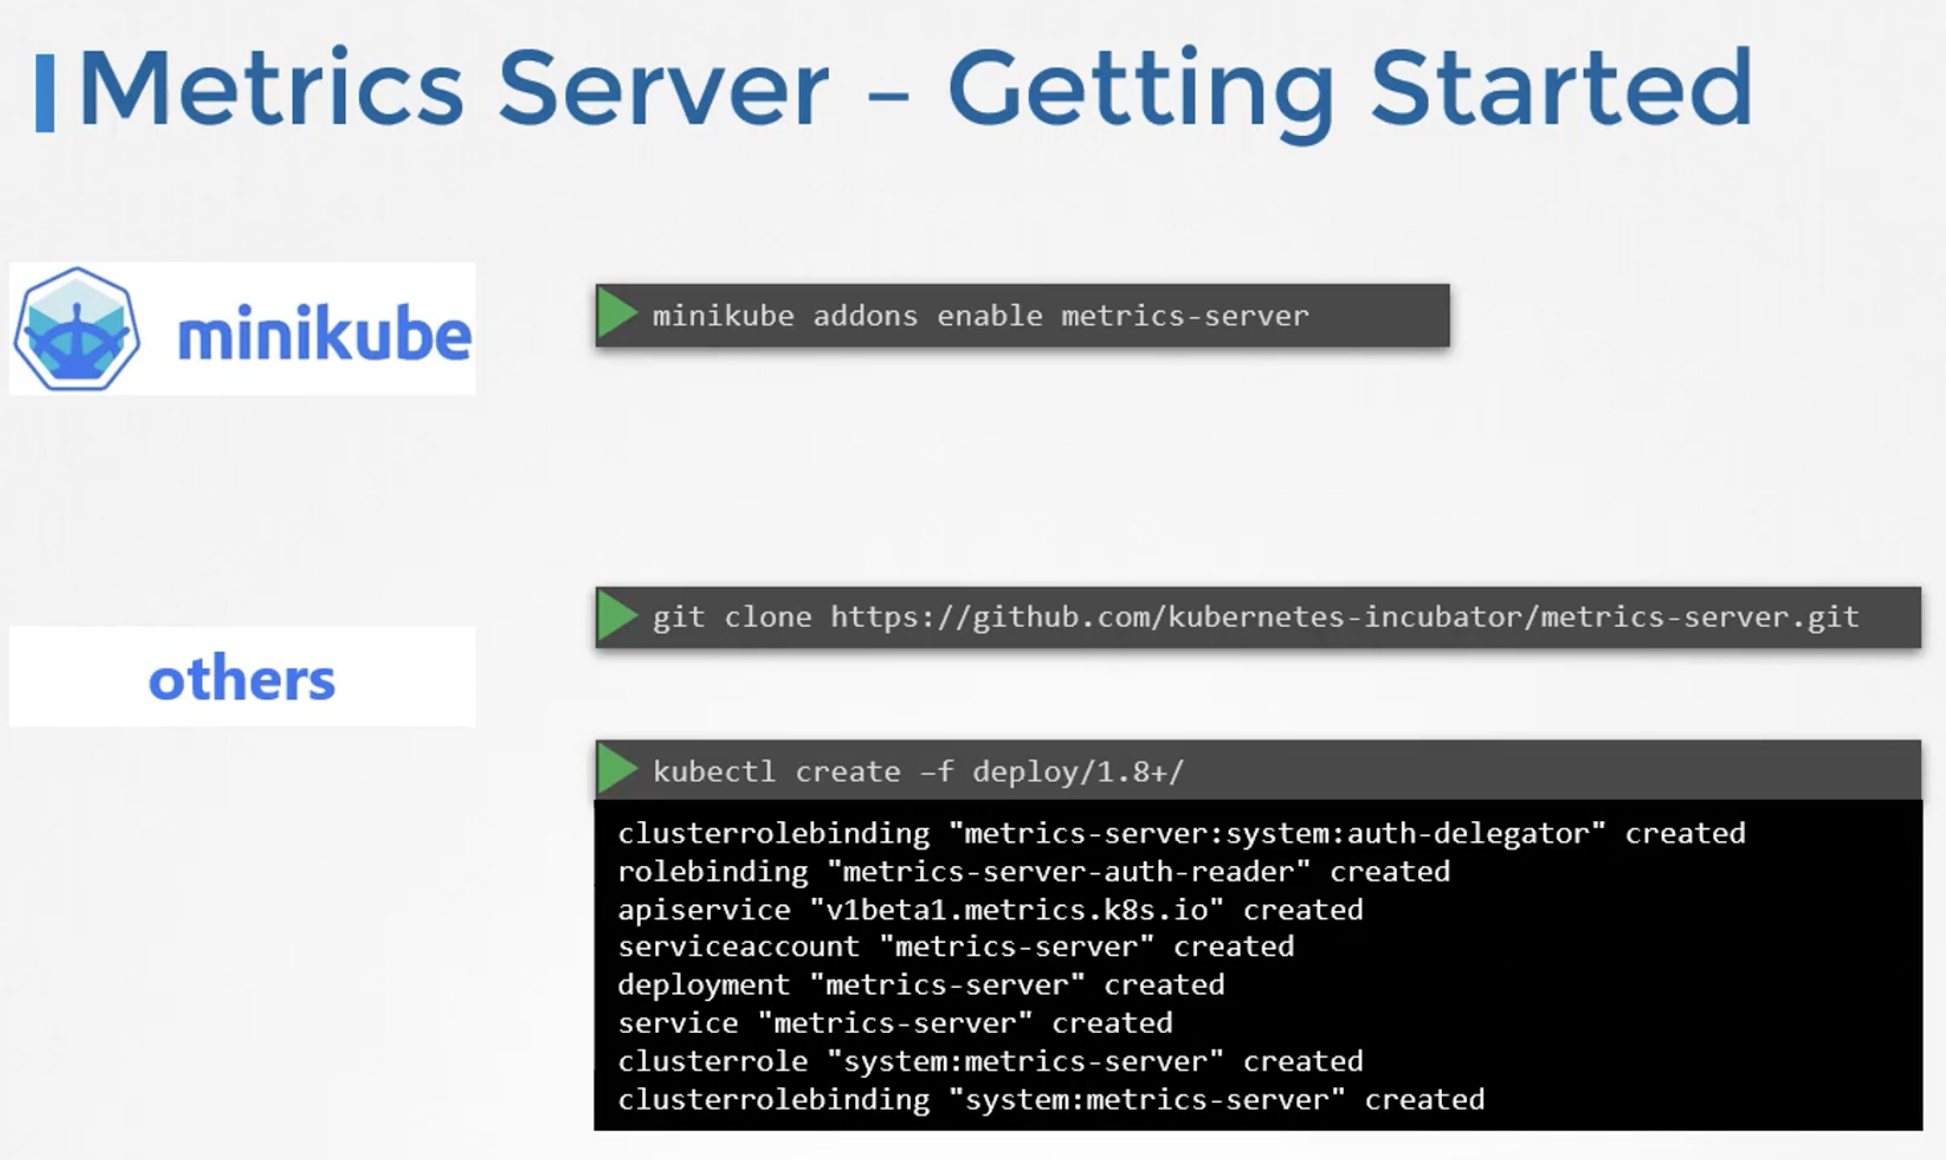 Metrics Server – Getting Started
minikube
minikube addons enable metrics-server
others
git clone https://github.com/kubernetes-incubator/metrics-server.git
kubectl create –f deploy/1.8+/
clusterrolebinding "metrics-server:system:auth-delegator" created
rolebinding "metrics-server-auth-reader" created
apiservice "v1beta1.metrics.k8s.io" created
serviceaccount "metrics-server" created
deployment "metrics-server" created
service "metrics-server" created
clusterrole "system:metrics-server" created
clusterrolebinding "system:metrics-server" created